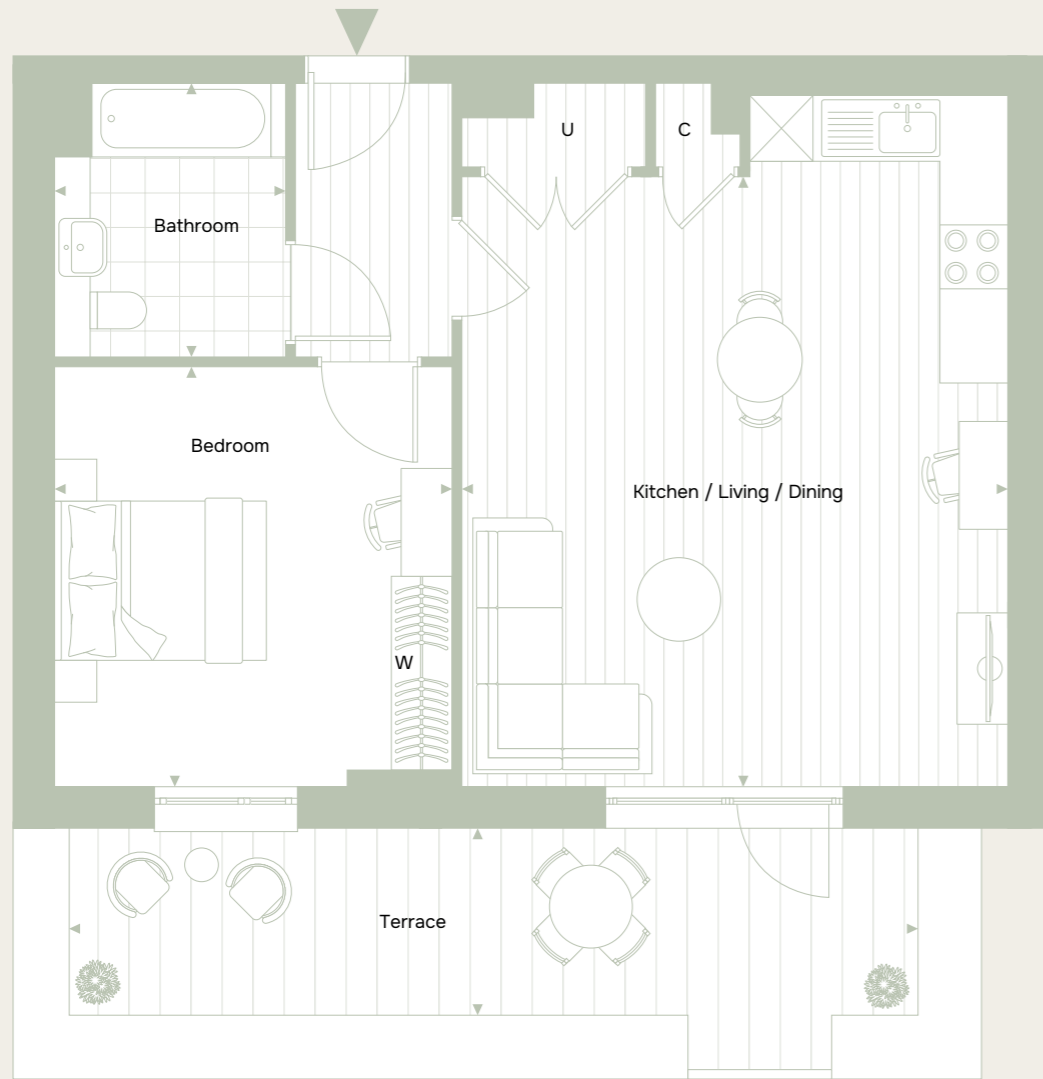 U
C
Bathroom
Bedroom
Kitchen / Living / Dining
W
Terrace